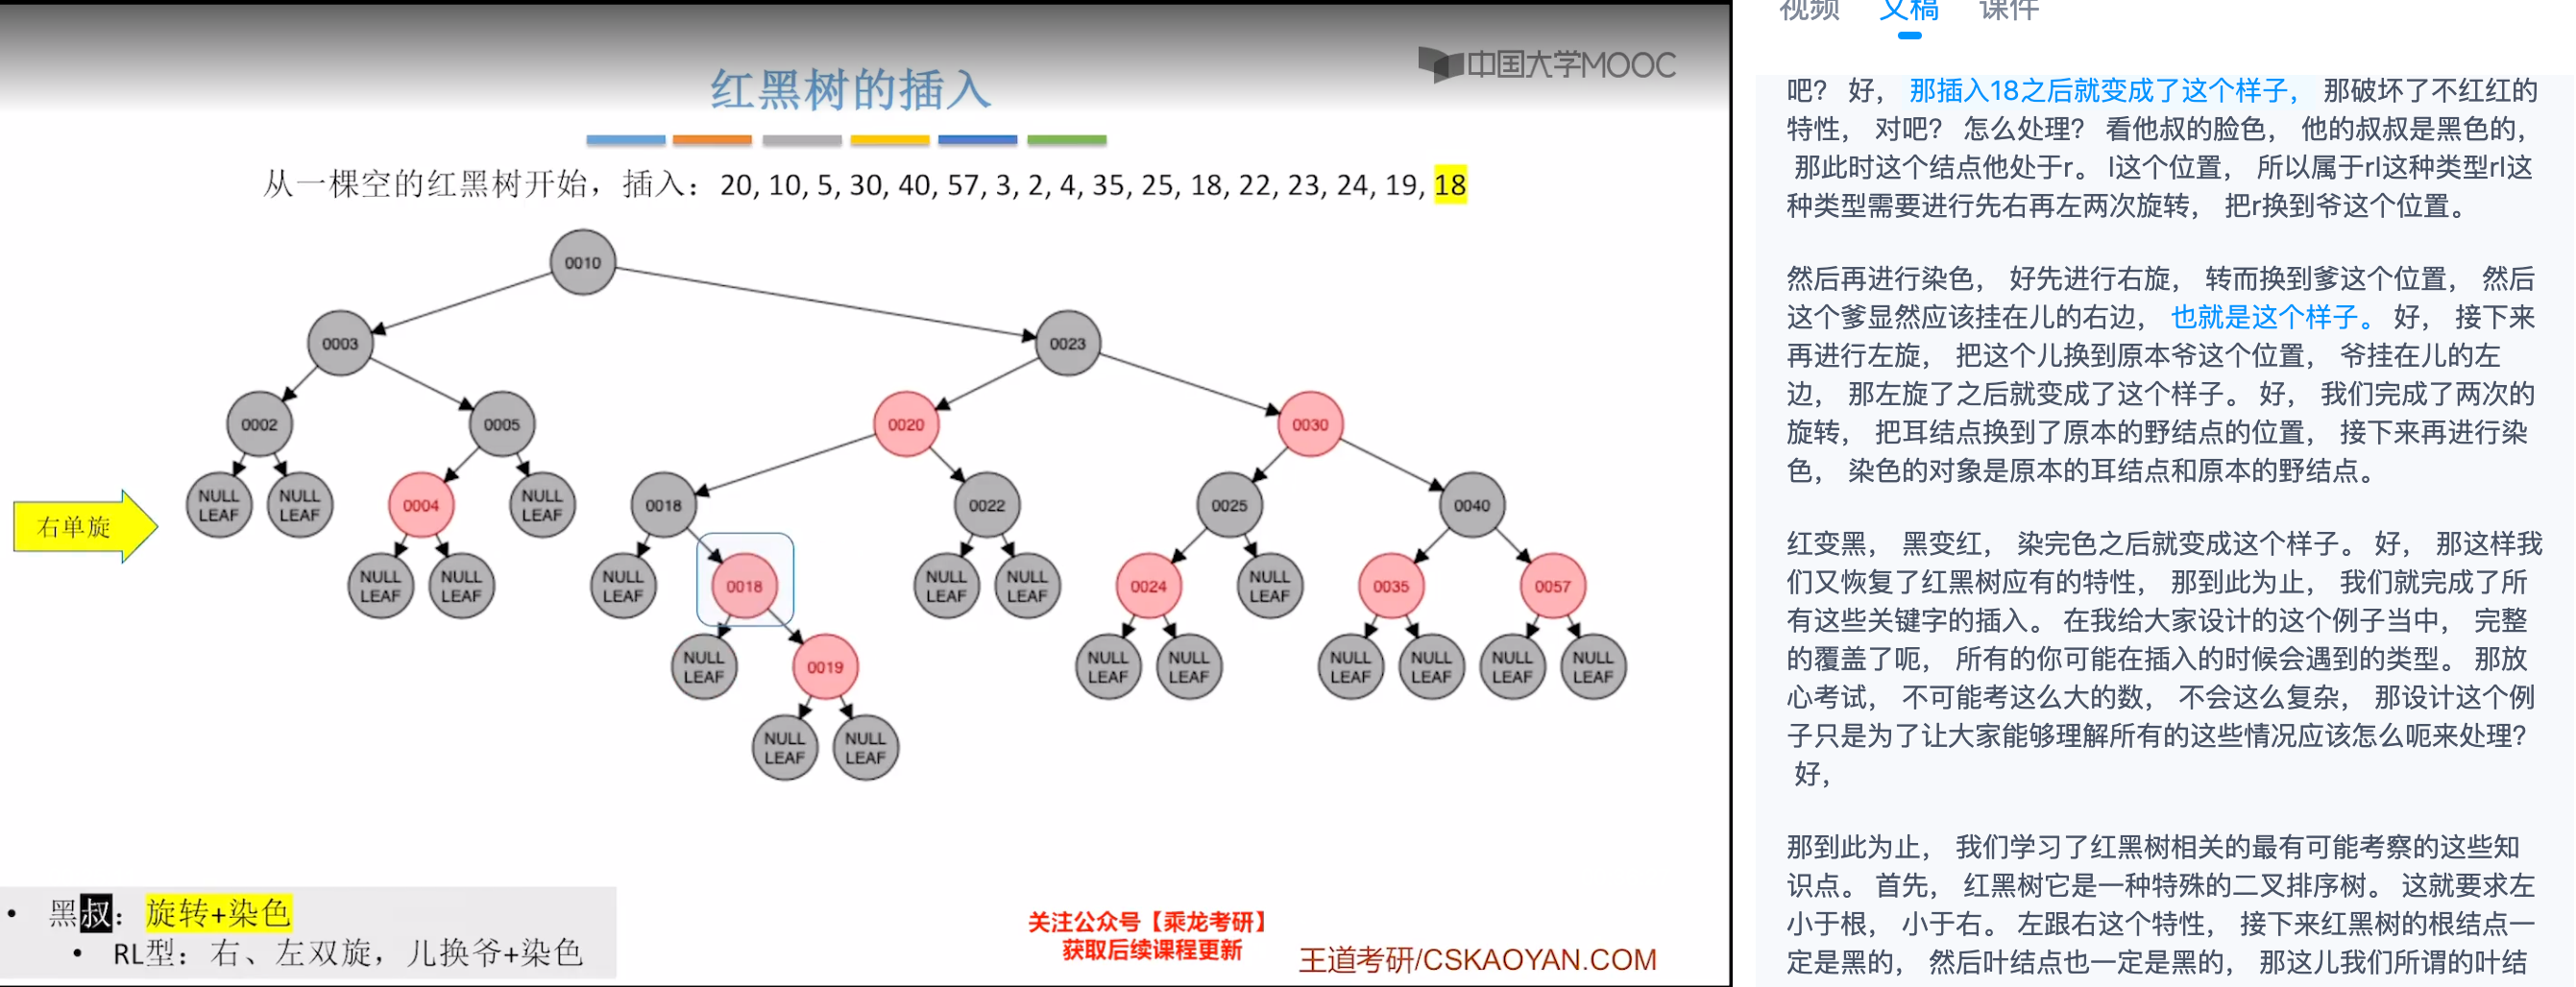 中国大学MOOC
红黑树的插入
从一棵空的红黑树开始，插入：20, 10, 5, 30, 40, 57, 3, 2, 4, 35, 25, 18, 22, 23, 24, 19, 18
0010
0003
0023
0002
0005
0020
0030
右单旋
NULL LEAF
NULL LEAF
0004
NULL LEAF
0018
0022
0025
0040
NULL LEAF
NULL LEAF
NULL LEAF
0018
NULL LEAF
NULL LEAF
0024
NULL LEAF
0035
0057
NULL LEAF
0019
NULL LEAF
NULL LEAF
NULL LEAF
NULL LEAF
NULL LEAF
NULL LEAF
NULL LEAF
NULL LEAF
• 黑叔：旋转+染色
• RL型：右、左双旋，儿换爷+染色
关注公众号【乘龙考研】
获取后续课程更新
王道考研/CSKAOYAN.COM
视频 文稿 课件
吧？ 好， 那插入18之后就变成了这个样子， 那破坏了不红红的
特性， 对吧？ 怎么处理？ 看他叔的脸色， 他的叔叔是黑色的，
那此时这个结点他处于r。 l这个位置， 所以属于rl这种类型rl这
种类型需要进行先右再左两次旋转， 把r换到爷这个位置。
然后再进行染色， 好先进行右旋， 转而换到爹这个位置， 然后
这个爹显然应该挂在儿的右边， 也就是这个样子。 好， 接下来
再进行左旋， 把这个儿换到原本爷这个位置， 爷挂在儿的左
边， 那左旋了之后就变成了这个样子。 好， 我们完成了两次的
旋转， 把耳结点换到了原本的野结点的位置， 接下来再进行染
色， 染色的对象是原本的耳结点和原本的野结点。
红变黑， 黑变红， 染完色之后就变成这个样子。 好， 那这样我
们又恢复了红黑树应有的特性， 那到此为止， 我们就完成了所
有这些关键字的插入。 在我给大家设计的这个例子当中， 完整
的覆盖了呃， 所有的你可能在插入的时候会遇到的类型。 那放
心考试， 不可能考这么大的数， 不会这么复杂， 那设计这个例
子只是为了让大家能够理解所有的这些情况应该怎么呃来处理？
好，
那到此为止， 我们学习了红黑树相关的最有可能考察的这些知
识点。 首先， 红黑树它是一种特殊的二叉排序树。 这就要求左
小于根， 小于右。 左跟右这个特性， 接下来红黑树的根结点一
定是黑的， 然后叶结点也一定是黑的， 那这儿我们所谓的叶结